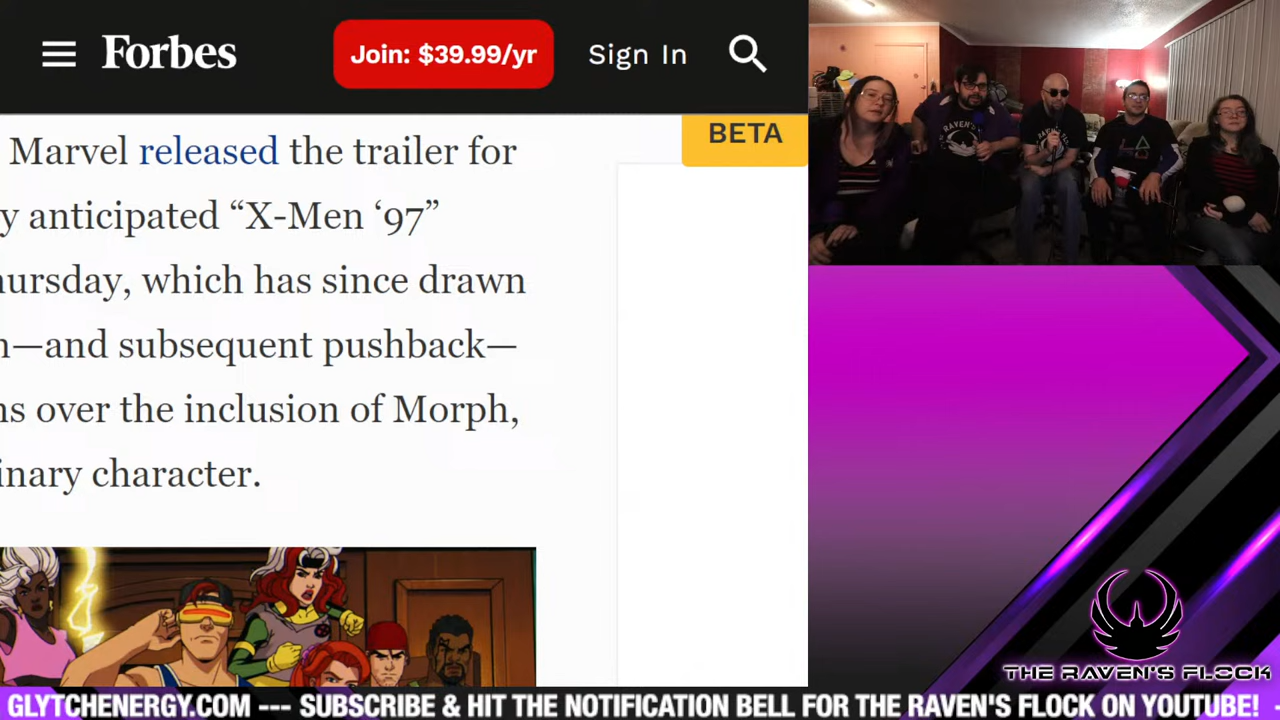 Forbes
Join: $39.99/yr
Sign In
BETA
Marvel released the trailer for
y anticipated “X-Men ‘97”
ursday, which has since drawn
—and subsequent pushback—
ns over the inclusion of Morph,
inary character.
THE RAVEN'S FLOCK
GLYTCHENERGY.COM --- SUBSCRIBE & HIT THE NOTIFICATION BELL FOR THE RAVEN'S FLOCK ON YOUTUBE! -